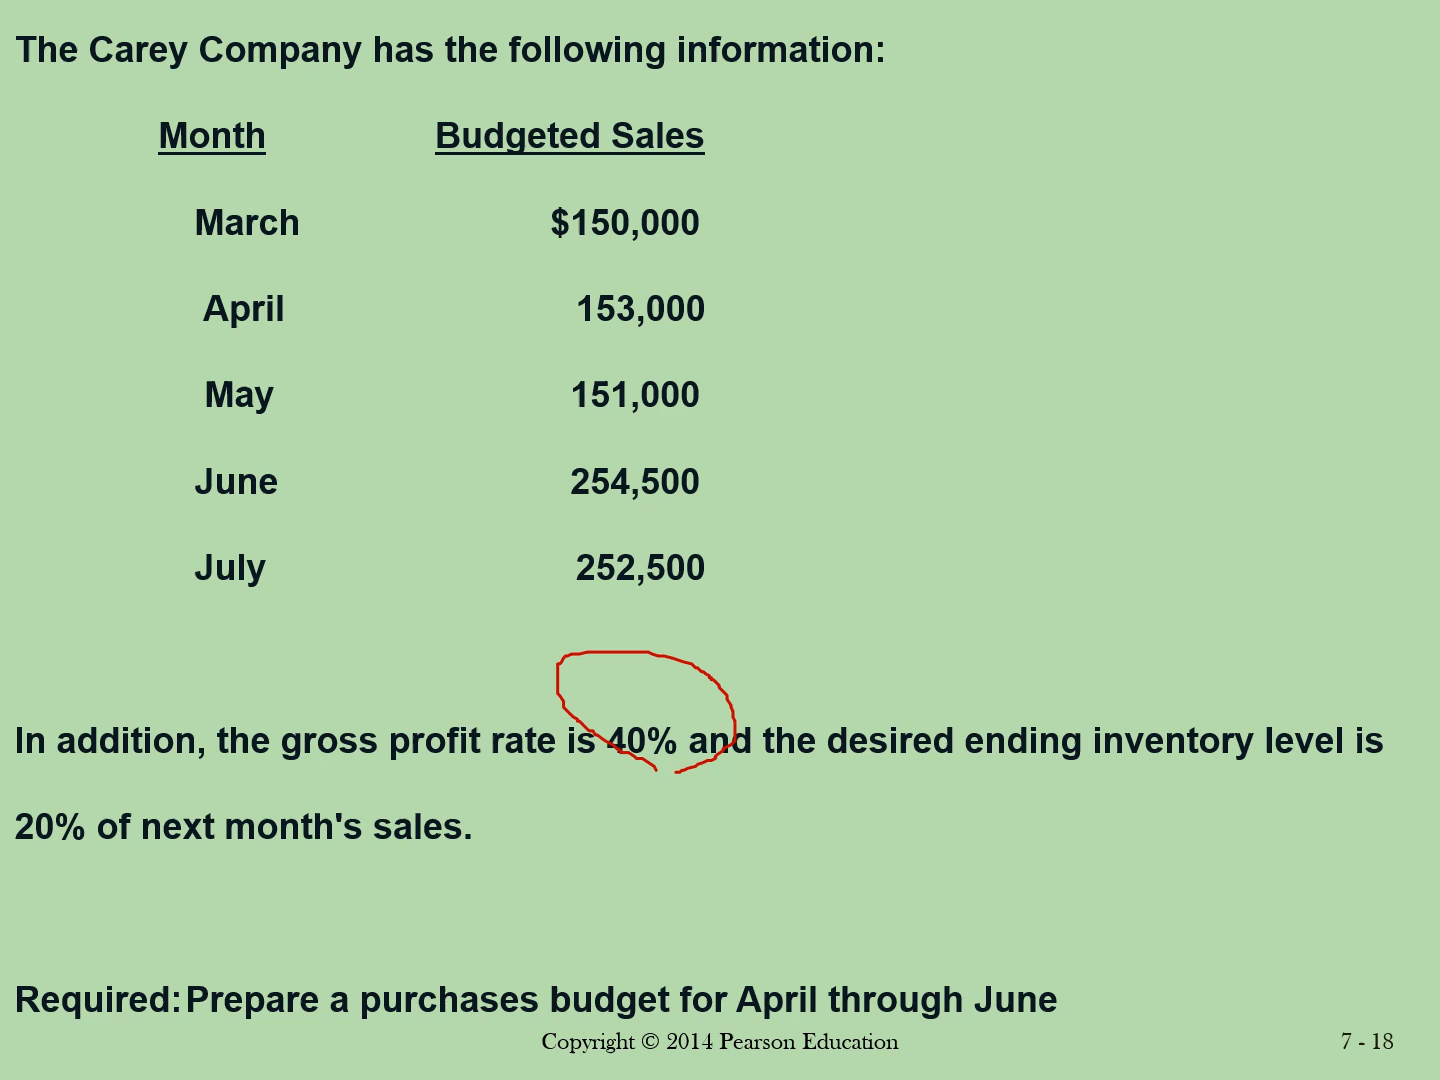 The Carey Company has the following information:
Month Budgeted Sales
March $150,000
April 153,000
May 151,000
June 254,500
July 252,500
In addition, the gross profit rate is 40% and the desired ending inventory level is
20% of next month's sales.
Required: Prepare a purchases budget for April through June
Copyright © 2014 Pearson Education 7 - 18